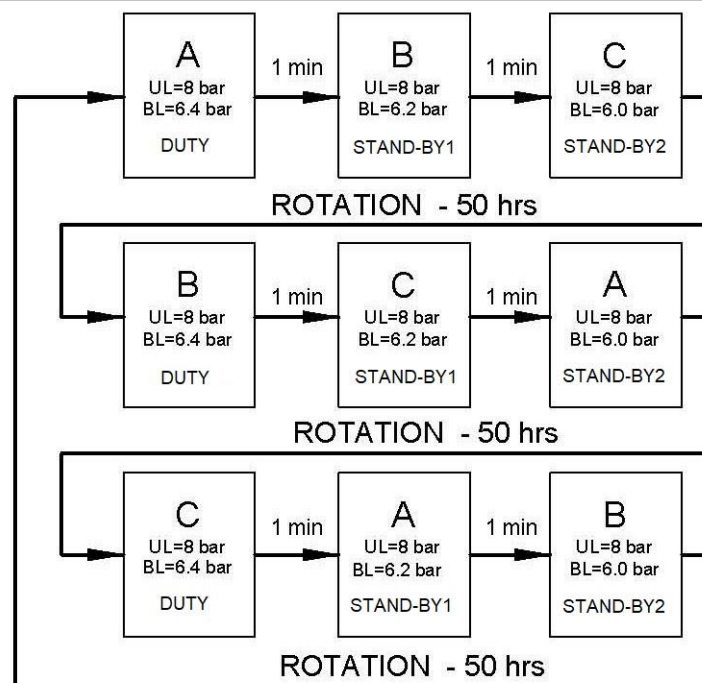 A
UL=8 bar
BL=6.4 bar
DUTY
1 min
B
UL=8 bar
BL=6.2 bar
STAND-BY1
1 min
C
UL=8 bar
BL=6.0 bar
STAND-BY2
ROTATION - 50 hrs
B
UL=8 bar
BL=6.4 bar
DUTY
1 min
C
UL=8 bar
BL=6.2 bar
STAND-BY1
1 min
A
UL=8 bar
BL=6.0 bar
STAND-BY2
ROTATION - 50 hrs
C
UL=8 bar
BL=6.4 bar
DUTY
1 min
A
UL=8 bar
BL=6.2 bar
STAND-BY1
1 min
B
UL=8 bar
BL=6.0 bar
STAND-BY2
ROTATION - 50 hrs